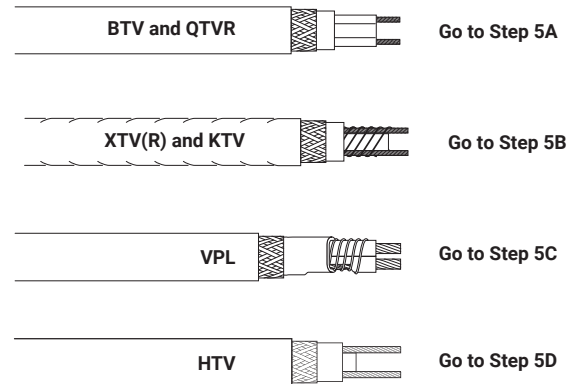 BTV and QTVR
Go to Step 5A
XTV(R) and KTV
Go to Step 5B
VPL
Go to Step 5C
HTV
Go to Step 5D